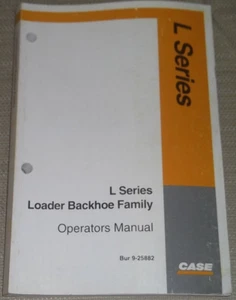 L Series
L Series
Loader Backhoe Family
Operators Manual
Bur 9-25882
CASE